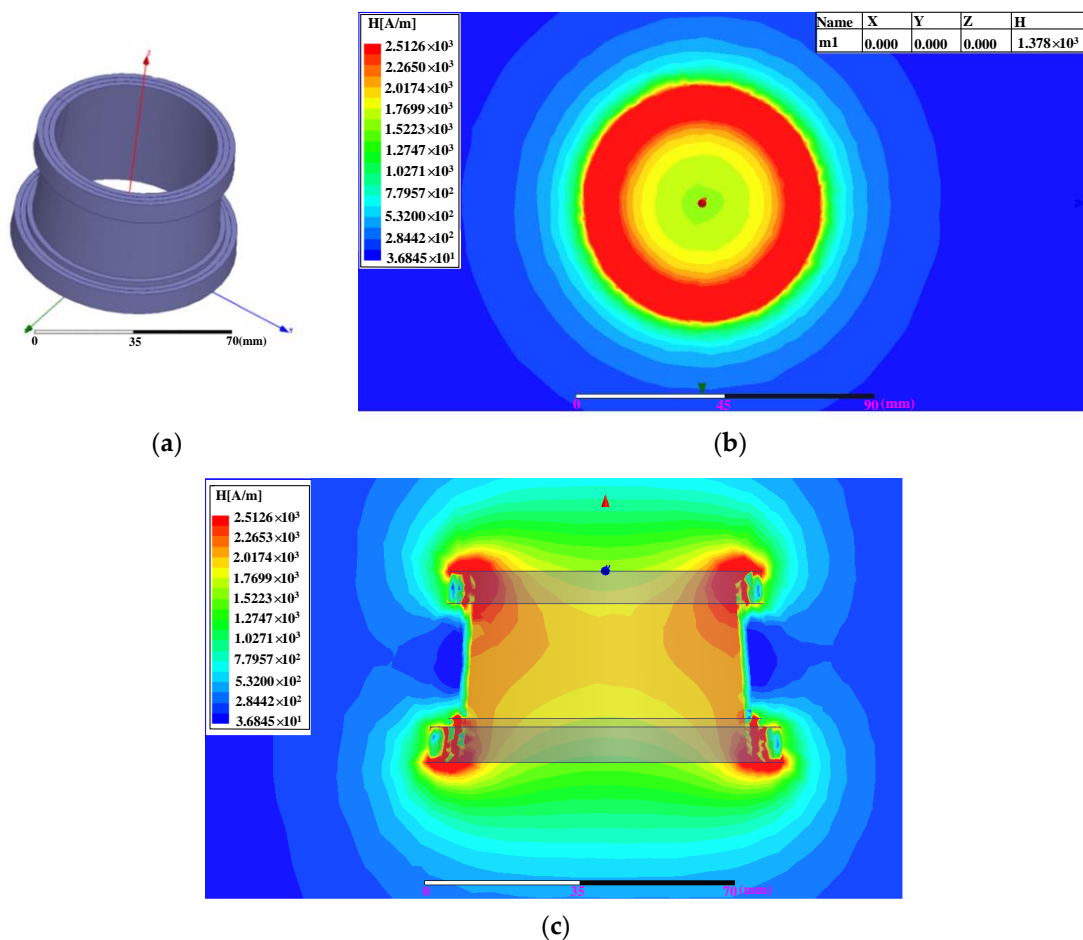 Z
Y
0 35 70(mm)
(a)
H[A/m]
2.5126×10³
2.2650×10³
2.0174×10³
1.7699×10³
1.5223×10³
1.2747×10³
1.0271×10³
7.7957×10²
5.3200×10²
2.8442×10²
3.6845×10¹
Name X Y Z H
m1 0.000 0.000 0.000 1.378×10³
0 45 90 (mm)
(b)
H[A/m]
2.5126×10³
2.2653×10³
2.0174×10³
1.7699×10³
1.5223×10³
1.2747×10³
1.0271×10³
7.7957×10²
5.3200×10²
2.8442×10²
3.6845×10¹
0 35 70 (mm)
(c)